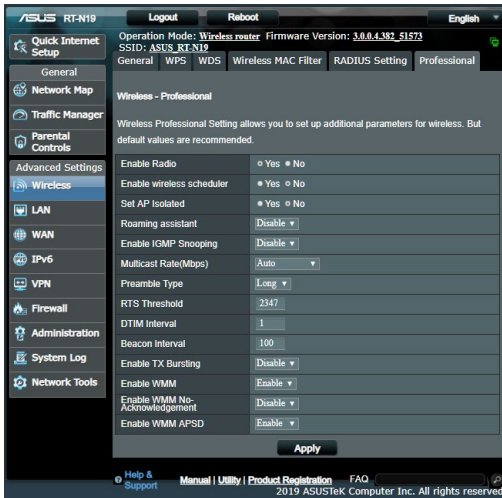 ASUS RT-N19 Logout Reboot English
Operation Mode: Wireless router Firmware Version: 3.0.0.4.382_51573
SSID: ASUS_RT-N19
Quick Internet
Setup
General
Network Map
Traffic Manager
Parental
Controls
Advanced Settings
Wireless
LAN
WAN
IPv6
VPN
Firewall
Administration
System Log
Network Tools
General WPS WDS Wireless MAC Filter RADIUS Setting Professional
Wireless - Professional
Wireless Professional Setting allows you to set up additional parameters for wireless. But
default values are recommended.
Enable Radio Yes No
Enable wireless scheduler Yes No
Set AP Isolated Yes No
Roaming assistant Disable
Enable IGMP Snooping Disable
Multicast Rate(Mbps) Auto
Preamble Type Long
RTS Threshold 2347
DTIM Interval 1
Beacon Interval 100
Enable TX Bursting Disable
Enable WMM Enable
Enable WMM No-
Acknowledgement Disable
Enable WMM APSD Enable
Apply
Help &
Support Manual | Utility | Product Registration FAQ
2019 ASUSTeK Computer Inc. All rights reserved